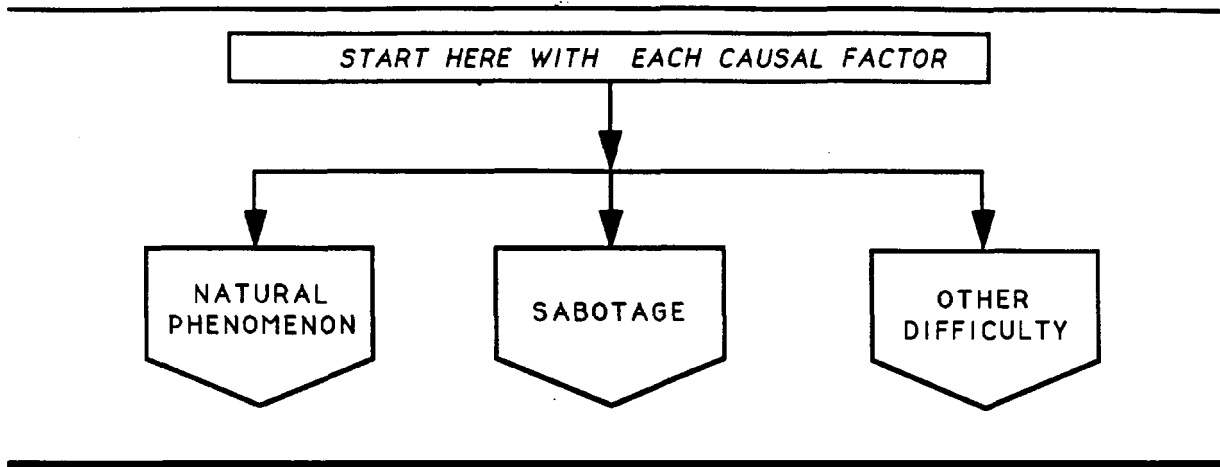 START HERE WITH EACH CAUSAL FACTOR
NATURAL
PHENOMENON
SABOTAGE
OTHER
DIFFICULTY